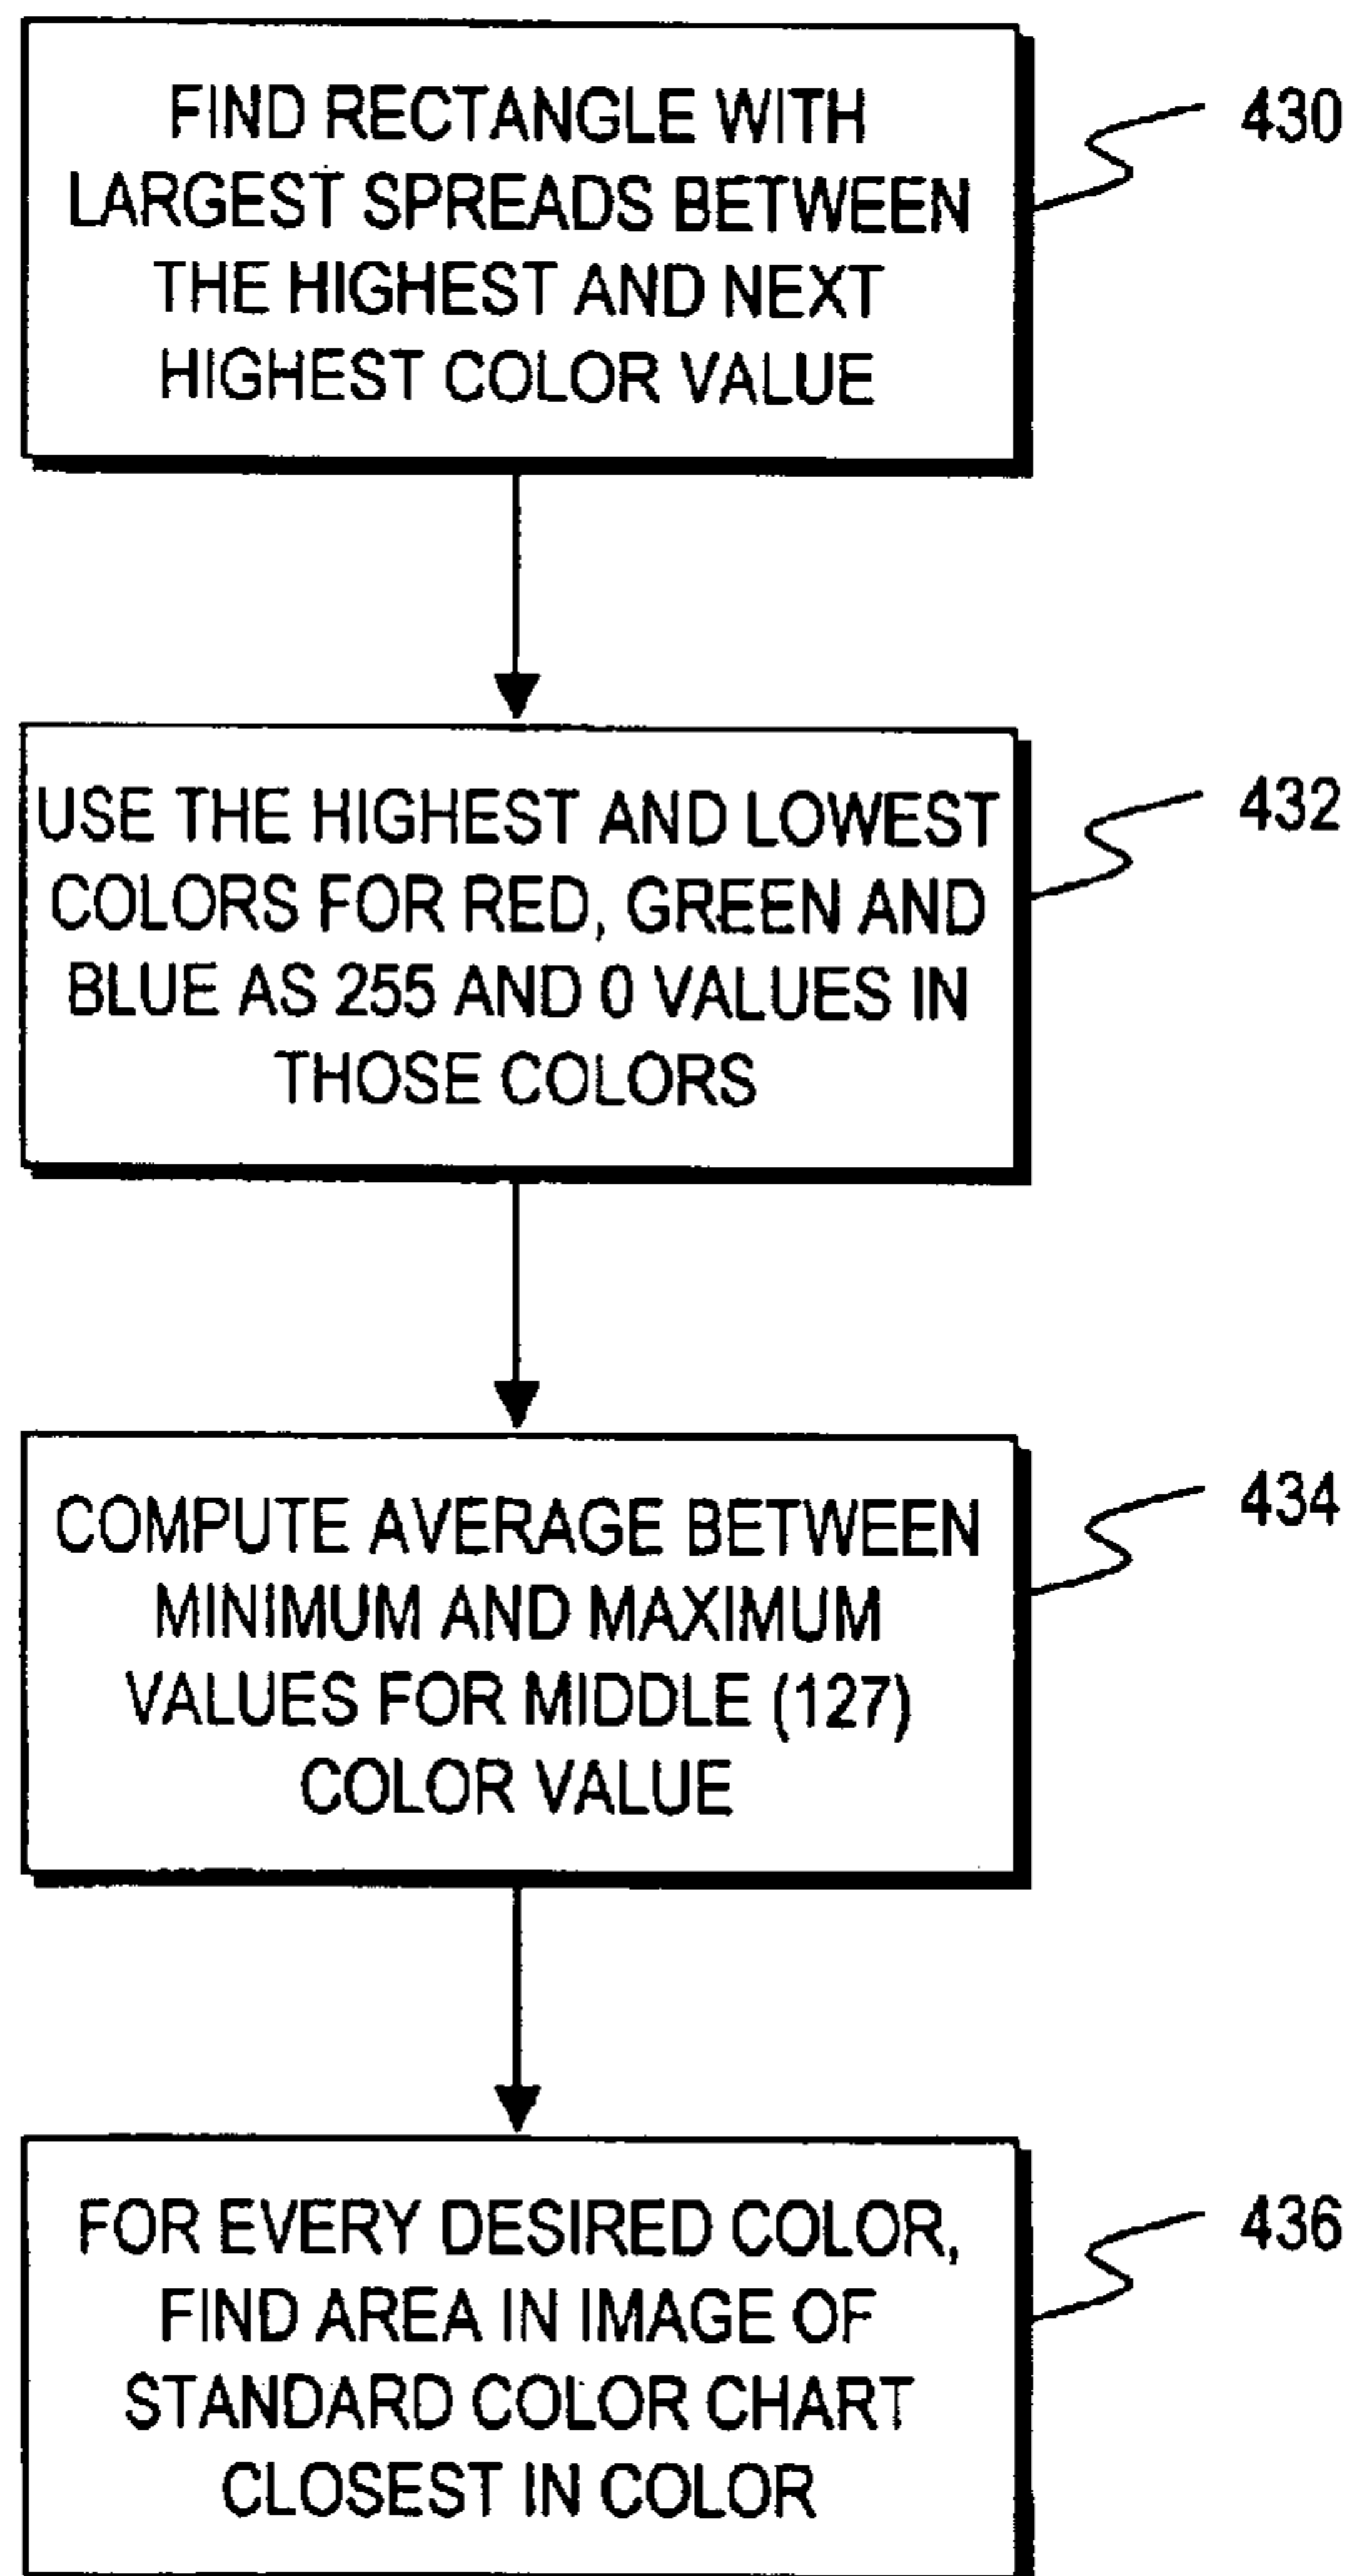 FIND RECTANGLE WITH
LARGEST SPREADS BETWEEN
THE HIGHEST AND NEXT
HIGHEST COLOR VALUE
430
USE THE HIGHEST AND LOWEST
COLORS FOR RED, GREEN AND
BLUE AS 255 AND 0 VALUES IN
THOSE COLORS
432
COMPUTE AVERAGE BETWEEN
MINIMUM AND MAXIMUM
VALUES FOR MIDDLE (127)
COLOR VALUE
434
FOR EVERY DESIRED COLOR,
FIND AREA IN IMAGE OF
STANDARD COLOR CHART
CLOSEST IN COLOR
436